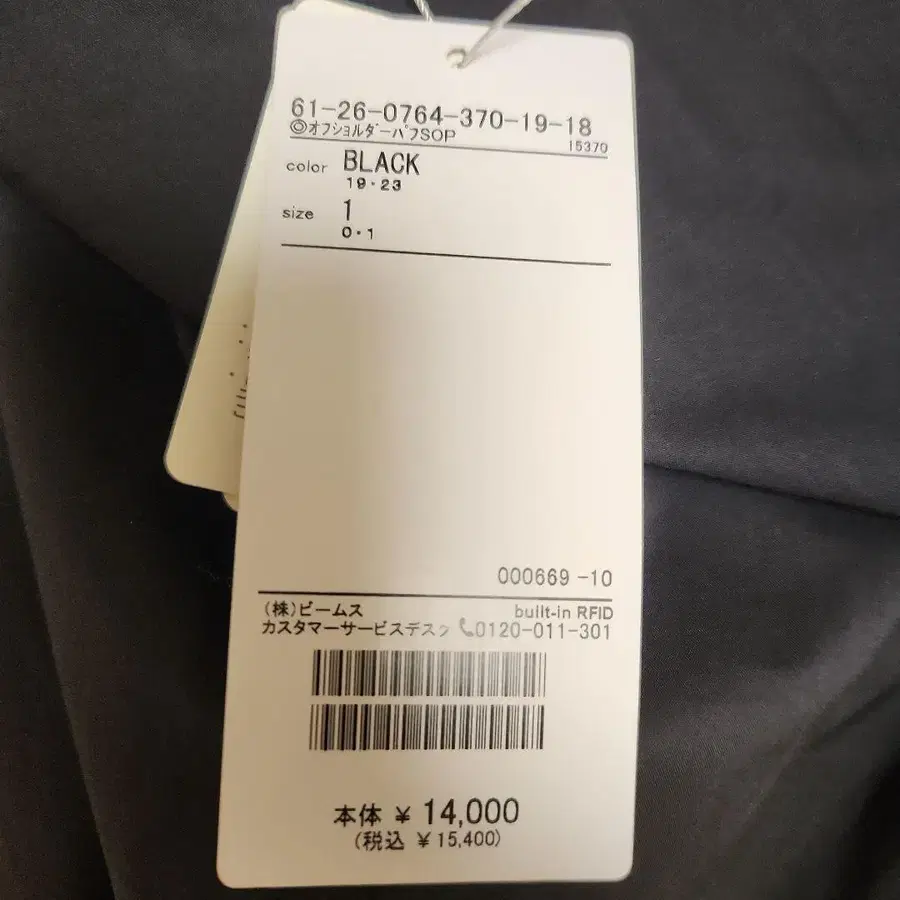 61-26-0764-370-19-18
◎オフショルダーパフSOP
15370
color BLACK
19・23
size 1
0・1
000669 -10
(株)ビームス built-in RFID
カスタマーサービスデスク 📞0120-011-301
本体 ¥ 14,000
(税込 ¥ 15,400)